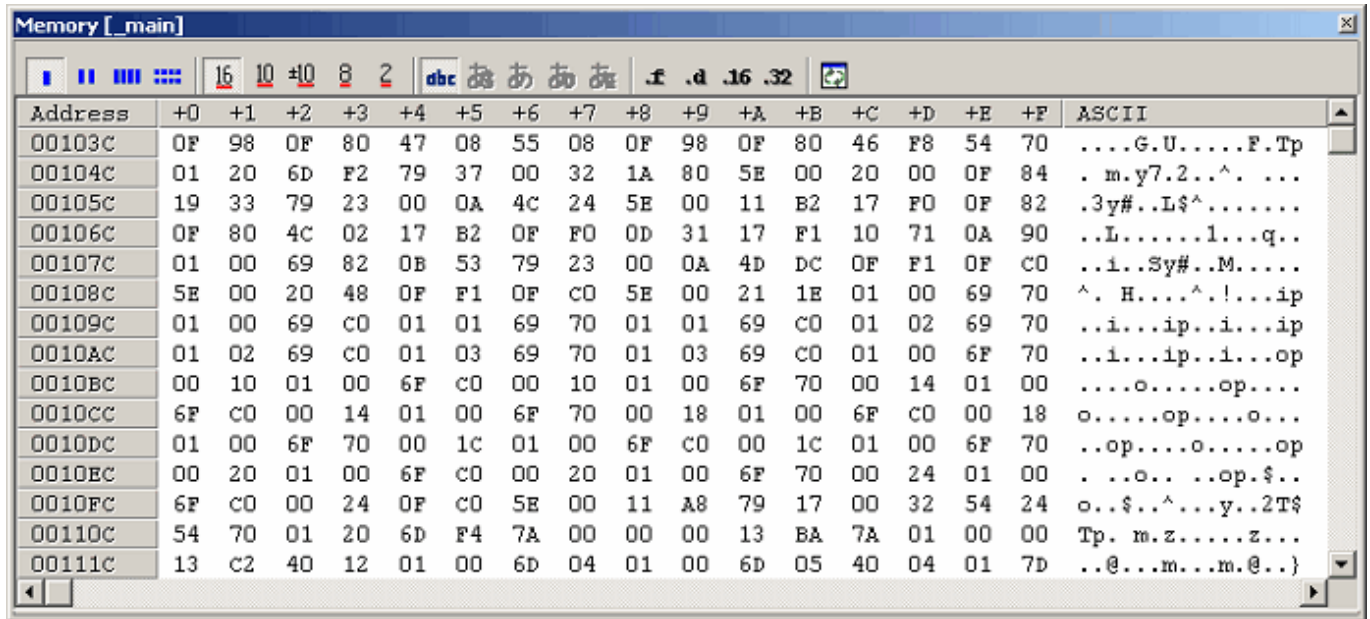 Memory [_main]
16 10 ±10 8 2 abc あ .f .d .16 .32
Address +0 +1 +2 +3 +4 +5 +6 +7 +8 +9 +A +B +C +D +E +F ASCII
00103C 0F 98 0F 80 47 08 55 08 0F 98 0F 80 46 F8 54 70 ....G.U.....F.Tp
00104C 01 20 6D F2 79 37 00 32 1A 80 5E 00 20 00 0F 84 . m.y7.2..^. ...
00105C 19 33 79 23 00 0A 4C 24 5E 00 11 B2 17 F0 0F 82 .3y#..L$^.......
00106C 0F 80 4C 02 17 B2 0F F0 0D 31 17 F1 10 71 0A 90 ..L......1...q..
00107C 01 00 69 82 0B 53 79 23 00 0A 4D DC 0F F1 0F C0 ..i..Sy#..M.....
00108C 5E 00 20 48 0F F1 0F C0 5E 00 21 1E 01 00 69 70 ^. H....^.!...ip
00109C 01 00 69 C0 01 01 69 70 01 01 69 C0 01 02 69 70 ..i...ip..i...ip
0010AC 01 02 69 C0 01 03 69 70 01 03 69 C0 01 00 6F 70 ..i...ip..i...op
0010BC 00 10 01 00 6F C0 00 10 01 00 6F 70 00 14 01 00 ....o.....op....
0010CC 6F C0 00 14 01 00 6F 70 00 18 01 00 6F C0 00 18 o.....op....o...
0010DC 01 00 6F 70 00 1C 01 00 6F C0 00 1C 01 00 6F 70 ..op....o.....op
0010EC 00 20 01 00 6F C0 00 20 01 00 6F 70 00 24 01 00 . ..o.. ..op.$..
0010FC 6F C0 00 24 0F C0 5E 00 11 A8 79 17 00 32 54 24 o..$..^...y..2T$
00110C 54 70 01 20 6D F4 7A 00 00 00 13 BA 7A 01 00 00 Tp. m.z.....z...
00111C 13 C2 40 12 01 00 6D 04 01 00 6D 05 40 04 01 7D ..@...m...m.@..}